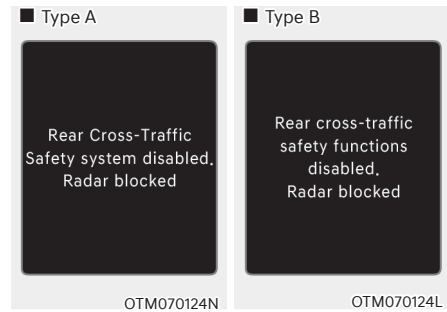 ■ Type A
Rear Cross-Traffic
Safety system disabled.
Radar blocked
OTM070124N
■ Type B
Rear cross-traffic
safety functions
disabled.
Radar blocked
OTM070124L